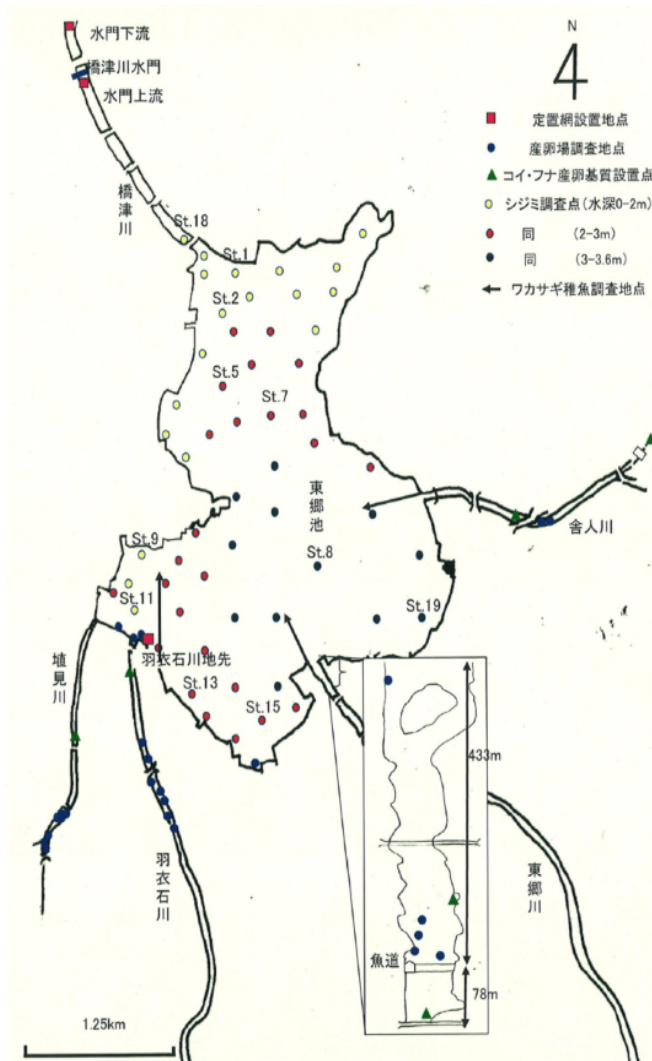 水門下流
橋津川水門
水門上流
N
定置網設置地点
産卵場調査地点
コイ・フナ産卵基質設置点
シジミ調査点(水深0-2m)
同 (2-3m)
同 (3-3.6m)
ワカサギ稚魚調査地点
橋津川
St.18
St.1
St.2
St.5
St.7
東郷池
舎人川
St.9
St.8
St.11
St.19
羽衣石川地先
埴見川
St.13
St.15
433m
羽衣石川
東郷川
魚道
78m
1.25km